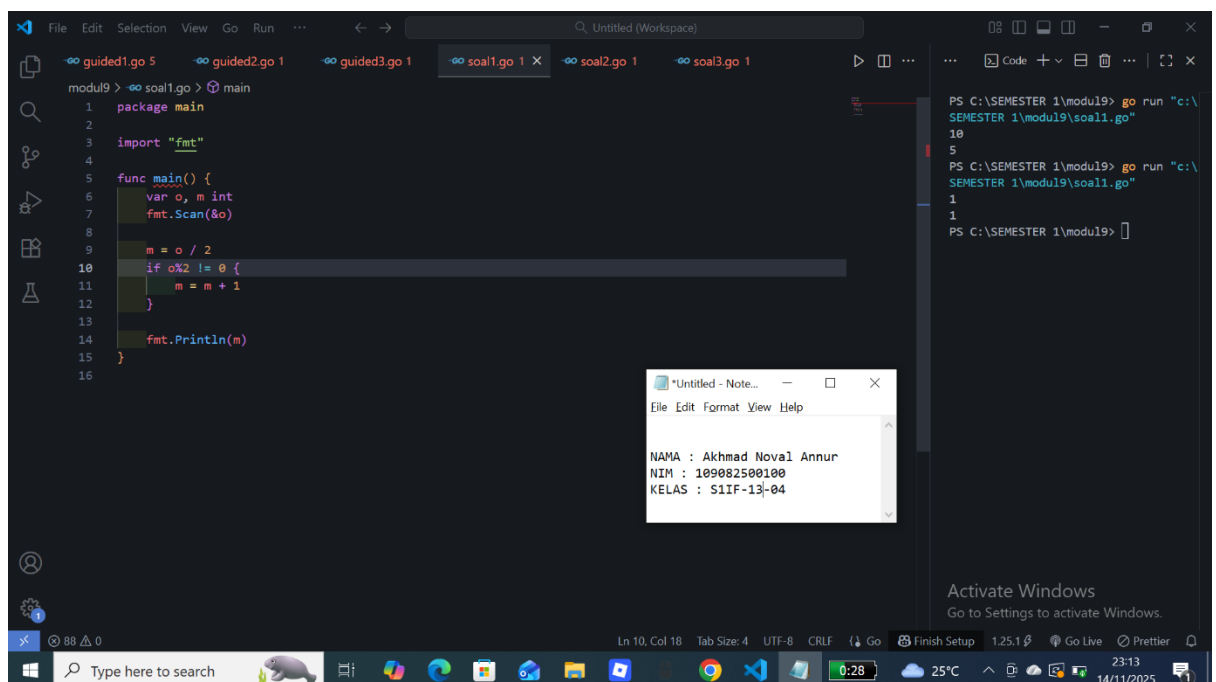 File Edit Selection View Go Run ... Untitled (Workspace)
guided1.go 5 guided2.go 1 guided3.go 1 soal1.go 1 soal2.go 1 soal3.go 1
modul9 > soal1.go > main
1 package main
2
3 import "fmt"
4
5 func main() {
6 var o, m int
7 fmt.Scan(&o)
8
9 m = o / 2
10 if o%2 != 0 {
11 m = m + 1
12 }
13
14 fmt.Println(m)
15 }
16
... Code
PS C:\SEMESTER 1\modul9> go run "c:\
SEMESTER 1\modul9\soal1.go"
10
5
PS C:\SEMESTER 1\modul9> go run "c:\
SEMESTER 1\modul9\soal1.go"
1
1
PS C:\SEMESTER 1\modul9>
*Untitled - Note...
File Edit Format View Help
NAMA : Akhmad Noval Annur
NIM : 109082500100
KELAS : S1IF-13-04
Activate Windows
Go to Settings to activate Windows.
1
88 0 Ln 10, Col 18 Tab Size: 4 UTF-8 CRLF Go Finish Setup 1.25.1 Go Live Prettier
Type here to search 0:28 25°C 23:13
14/11/2025